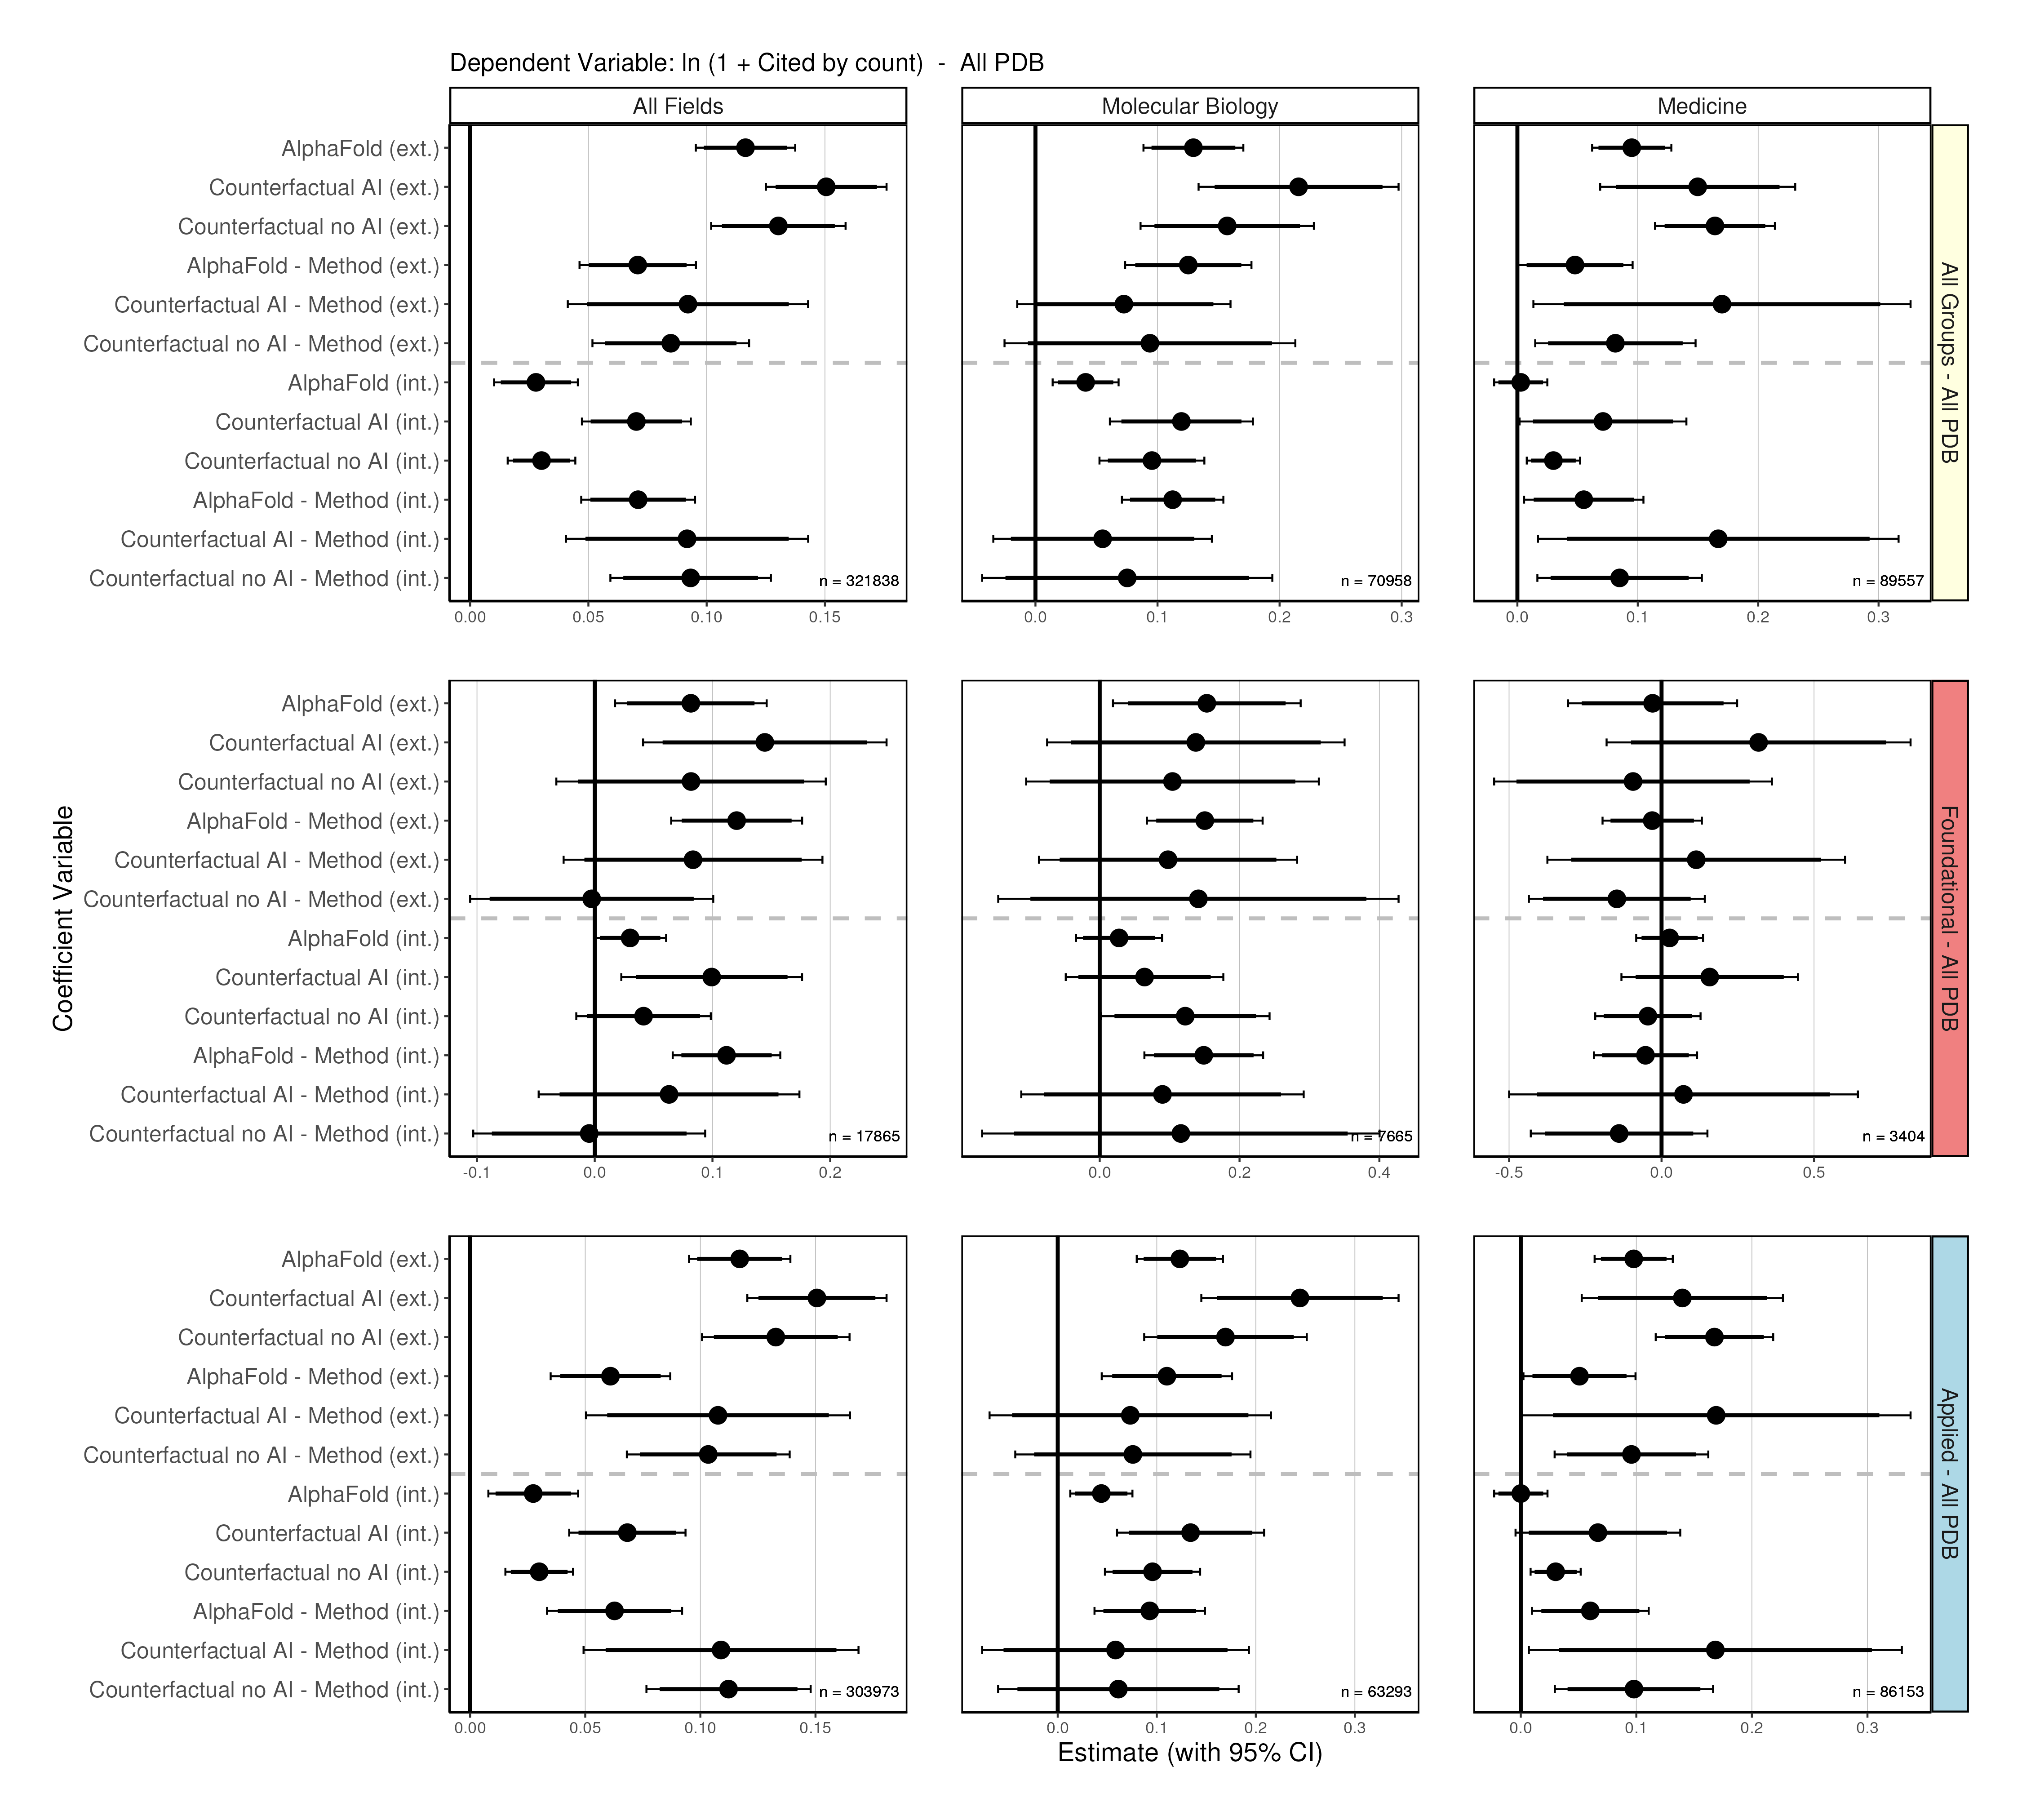 Dependent Variable: ln (1 + Cited by count)  -  All PDB
All Fields
Molecular Biology
Medicine
AlphaFold (ext.)
Counterfactual AI (ext.)
Counterfactual no AI (ext.)
AlphaFold - Method (ext.)
Counterfactual AI - Method (ext.)
Counterfactual no AI - Method (ext.)
AlphaFold (int.)
Counterfactual AI (int.)
Counterfactual no AI (int.)
AlphaFold - Method (int.)
Counterfactual AI - Method (int.)
Counterfactual no AI - Method (int.)
n = 321838
n = 70958
n = 89557
All Groups - All PDB
0.00 0.05 0.10 0.15
0.0 0.1 0.2 0.3
0.0 0.1 0.2 0.3
Coefficient Variable
AlphaFold (ext.)
Counterfactual AI (ext.)
Counterfactual no AI (ext.)
AlphaFold - Method (ext.)
Counterfactual AI - Method (ext.)
Counterfactual no AI - Method (ext.)
AlphaFold (int.)
Counterfactual AI (int.)
Counterfactual no AI (int.)
AlphaFold - Method (int.)
Counterfactual AI - Method (int.)
Counterfactual no AI - Method (int.)
n = 17865
n = 7665
n = 3404
Foundational - All PDB
-0.1 0.0 0.1 0.2
0.0 0.2 0.4
-0.5 0.0 0.5
AlphaFold (ext.)
Counterfactual AI (ext.)
Counterfactual no AI (ext.)
AlphaFold - Method (ext.)
Counterfactual AI - Method (ext.)
Counterfactual no AI - Method (ext.)
AlphaFold (int.)
Counterfactual AI (int.)
Counterfactual no AI (int.)
AlphaFold - Method (int.)
Counterfactual AI - Method (int.)
Counterfactual no AI - Method (int.)
n = 303973
n = 63293
n = 86153
Applied - All PDB
0.00 0.05 0.10 0.15
0.0 0.1 0.2 0.3
0.0 0.1 0.2 0.3
Estimate (with 95% CI)